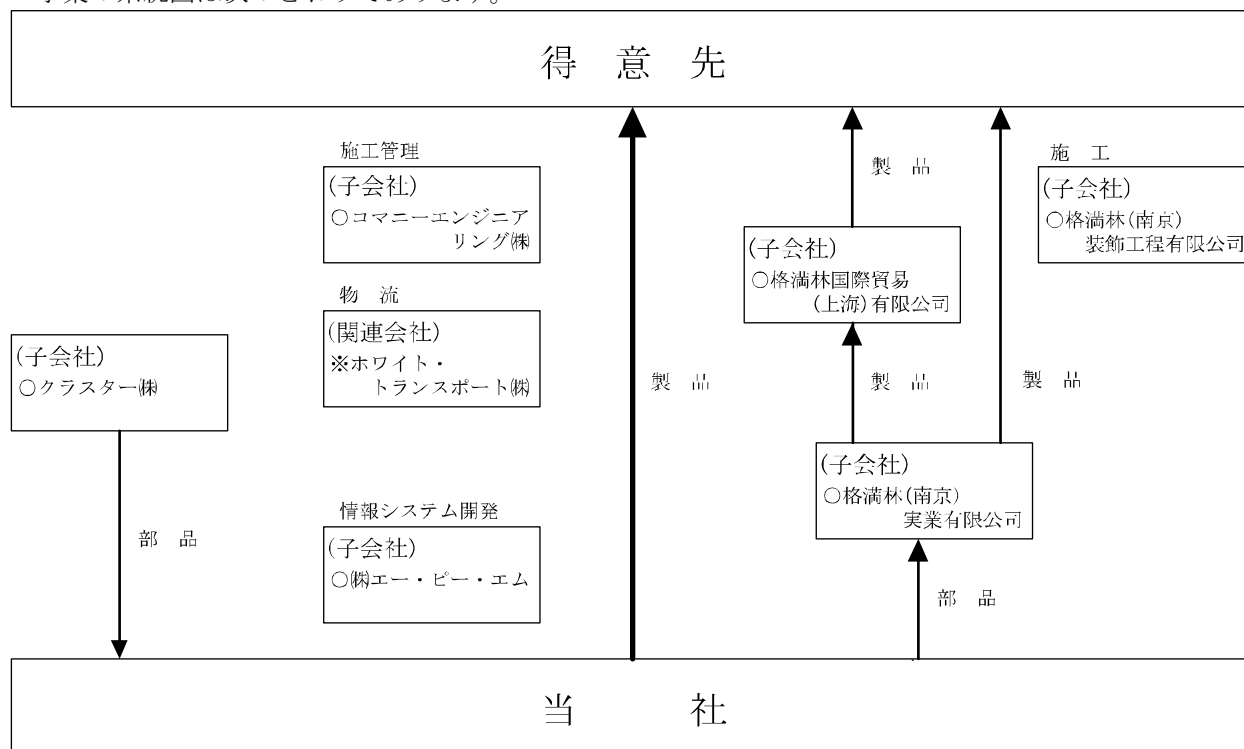 得 意 先
施工管理
(子会社)
○コマニーエンジニア
リング㈱
物 流
(関連会社)
※ホワイト・
トランスポート㈱
(子会社)
○クラスター㈱
部 品
情報システム開発
(子会社)
○㈱エー・ピー・エム
製 品
製 品
(子会社)
○格満林国際貿易
(上海)有限公司
製 品
製 品
(子会社)
○格満林(南京)
実業有限公司
部 品
施 工
(子会社)
○格満林(南京)
装飾工程有限公司
当 社